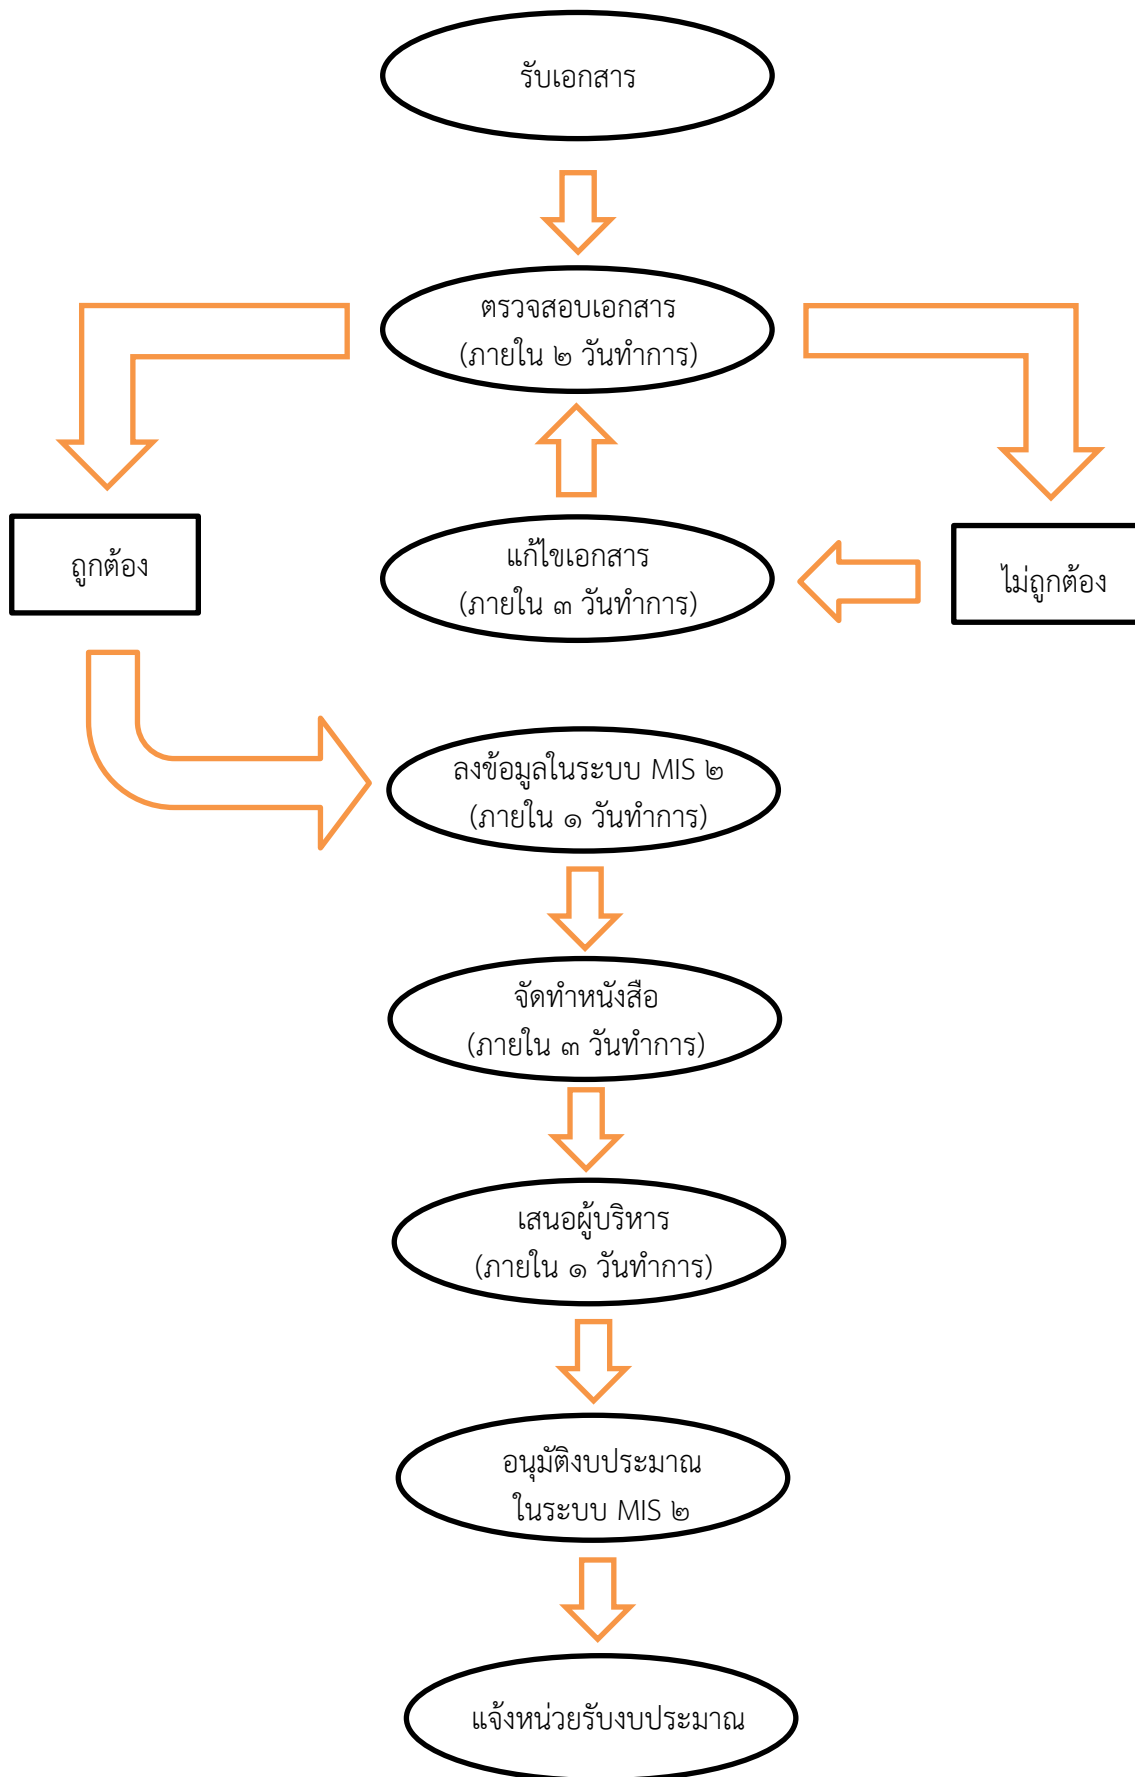 รับเอกสาร
ตรวจสอบเอกสาร
(ภายใน ๒ วันทำการ)
ถูกต้อง
แก้ไขเอกสาร
(ภายใน ๓ วันทำการ)
ไม่ถูกต้อง
ลงข้อมูลในระบบ MIS ๒
(ภายใน ๑ วันทำการ)
จัดทำหนังสือ
(ภายใน ๓ วันทำการ)
เสนอผู้บริหาร
(ภายใน ๑ วันทำการ)
อนุมัติงบประมาณ
ในระบบ MIS ๒
แจ้งหน่วยรับงบประมาณ